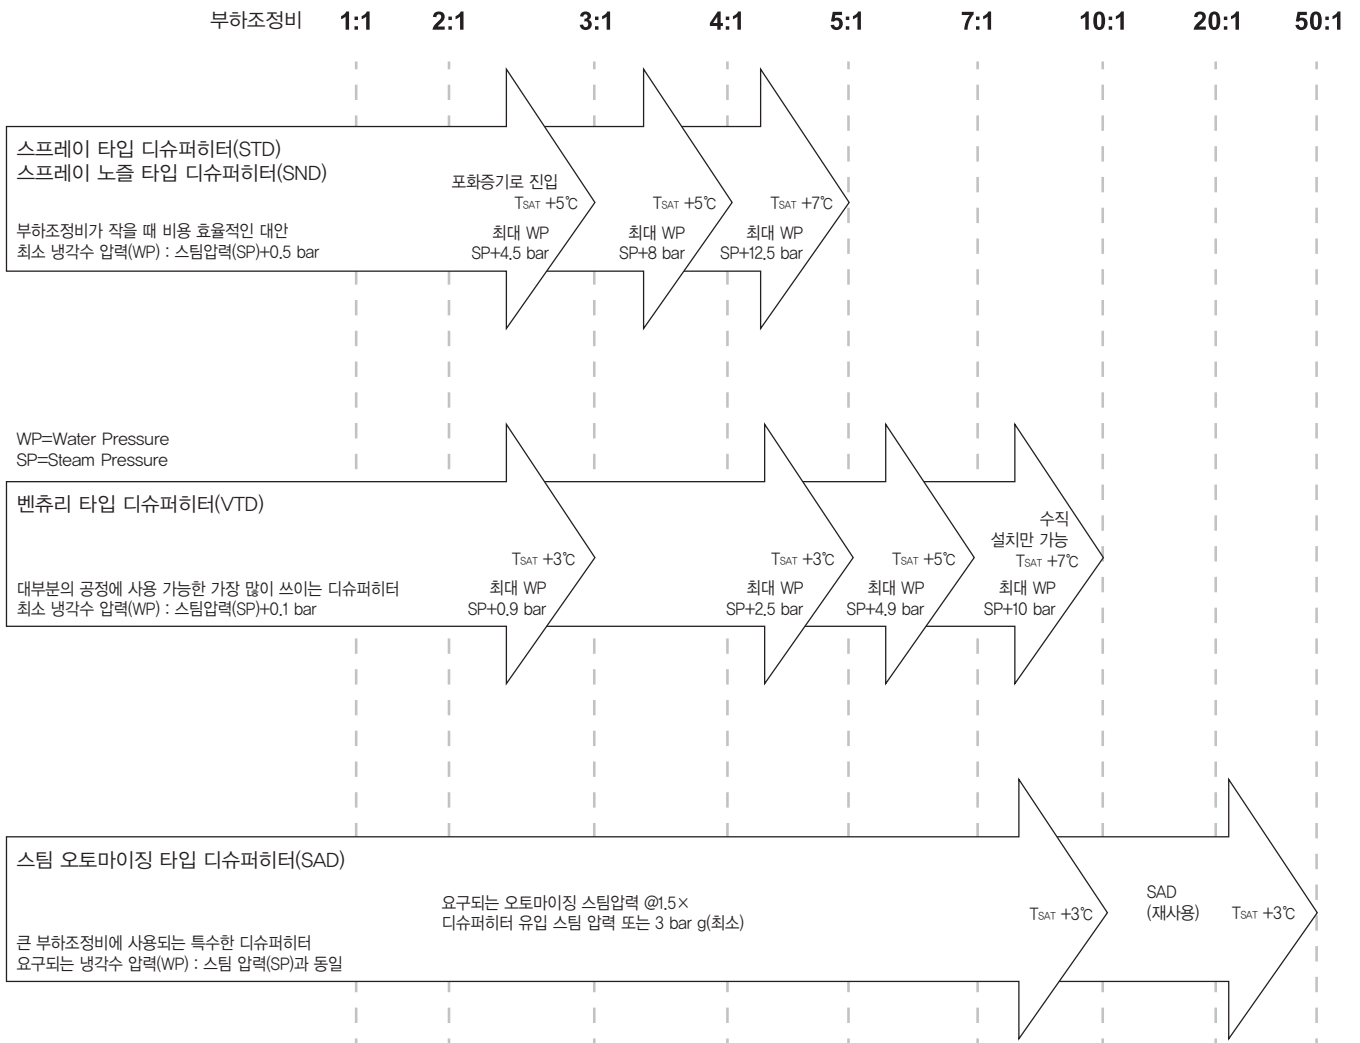 부하조정비 1:1 2:1 3:1 4:1 5:1 7:1 10:1 20:1 50:1
스프레이 타입 디슈퍼히터(STD)
스프레이 노즐 타입 디슈퍼히터(SND)
부하조정비가 작을 때 비용 효율적인 대안
최소 냉각수 압력(WP) : 스팀압력(SP)+0.5 bar
포화증기로 진입
TSAT +5℃
최대 WP
SP+4.5 bar
TSAT +5℃
최대 WP
SP+8 bar
TSAT +7℃
최대 WP
SP+12.5 bar
WP=Water Pressure
SP=Steam Pressure
벤츄리 타입 디슈퍼히터(VTD)
대부분의 공정에 사용 가능한 가장 많이 쓰이는 디슈퍼히터
최소 냉각수 압력(WP) : 스팀압력(SP)+0.1 bar
TSAT +3℃
최대 WP
SP+0.9 bar
TSAT +3℃
최대 WP
SP+2.5 bar
TSAT +5℃
최대 WP
SP+4.9 bar
수직
설치만 가능
TSAT +7℃
최대 WP
SP+10 bar
스팀 오토마이징 타입 디슈퍼히터(SAD)
요구되는 오토마이징 스팀압력 @1.5×
디슈퍼히터 유입 스팀 압력 또는 3 bar g(최소)
큰 부하조정비에 사용되는 특수한 디슈퍼히터
요구되는 냉각수 압력(WP) : 스팀 압력(SP)과 동일
TSAT +3℃
SAD
(재사용)
TSAT +3℃